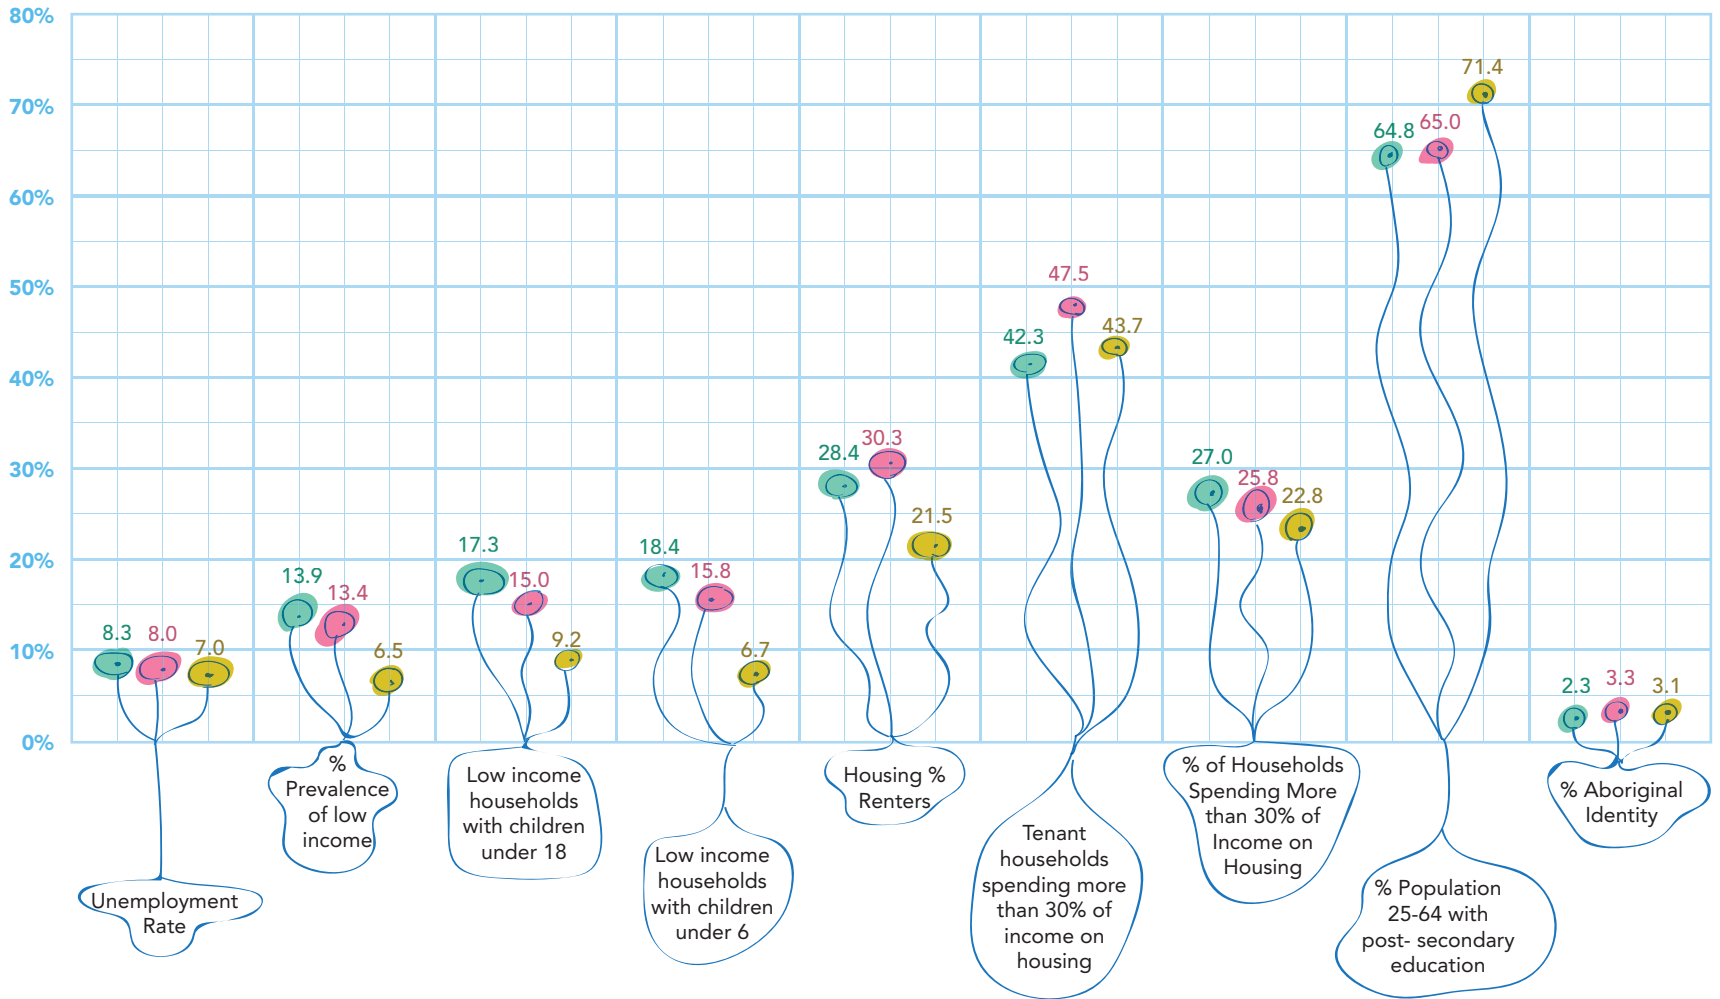 80%
70%
60%
50%
40%
30%
20%
10%
0%
8.3
8.0
7.0
Unemployment
Rate
13.9
13.4
6.5
%
Prevalence
of low
income
17.3
15.0
9.2
Low income
households
with children
under 18
18.4
15.8
6.7
Low income
households
with children
under 6
28.4
30.3
21.5
Housing %
Renters
42.3
47.5
43.7
Tenant
households
spending more
than 30% of
income on
housing
27.0
25.8
22.8
% of Households
Spending More
than 30% of
Income on
Housing
64.8
65.0
71.4
% Population
25-64 with
post- secondary
education
2.3
3.3
3.1
% Aboriginal
Identity